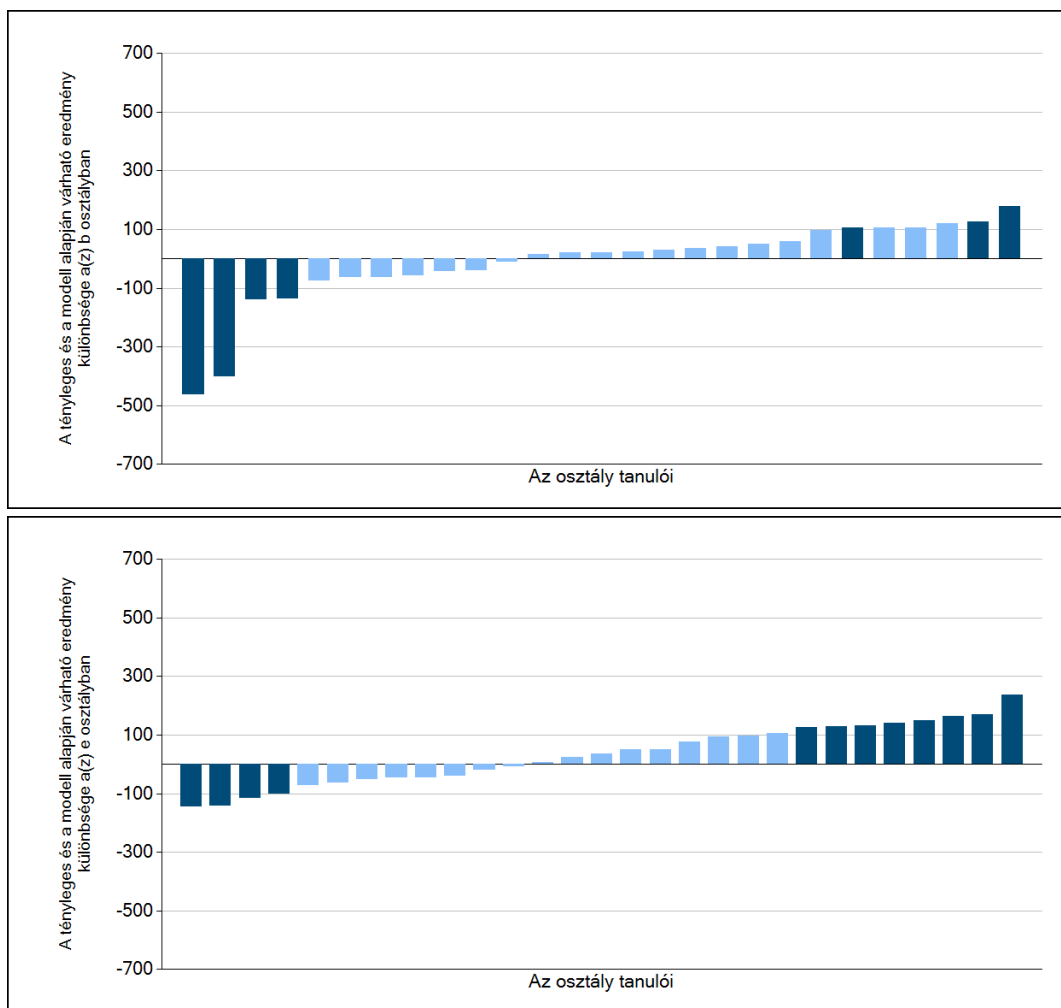 A tényleges és a modell alapján várható eredmény
különbsége a(z) b osztályban
700
500
300
100
-100
-300
-500
-700
Az osztály tanulói
A tényleges és a modell alapján várható eredmény
különbsége a(z) e osztályban
700
500
300
100
-100
-300
-500
-700
Az osztály tanulói